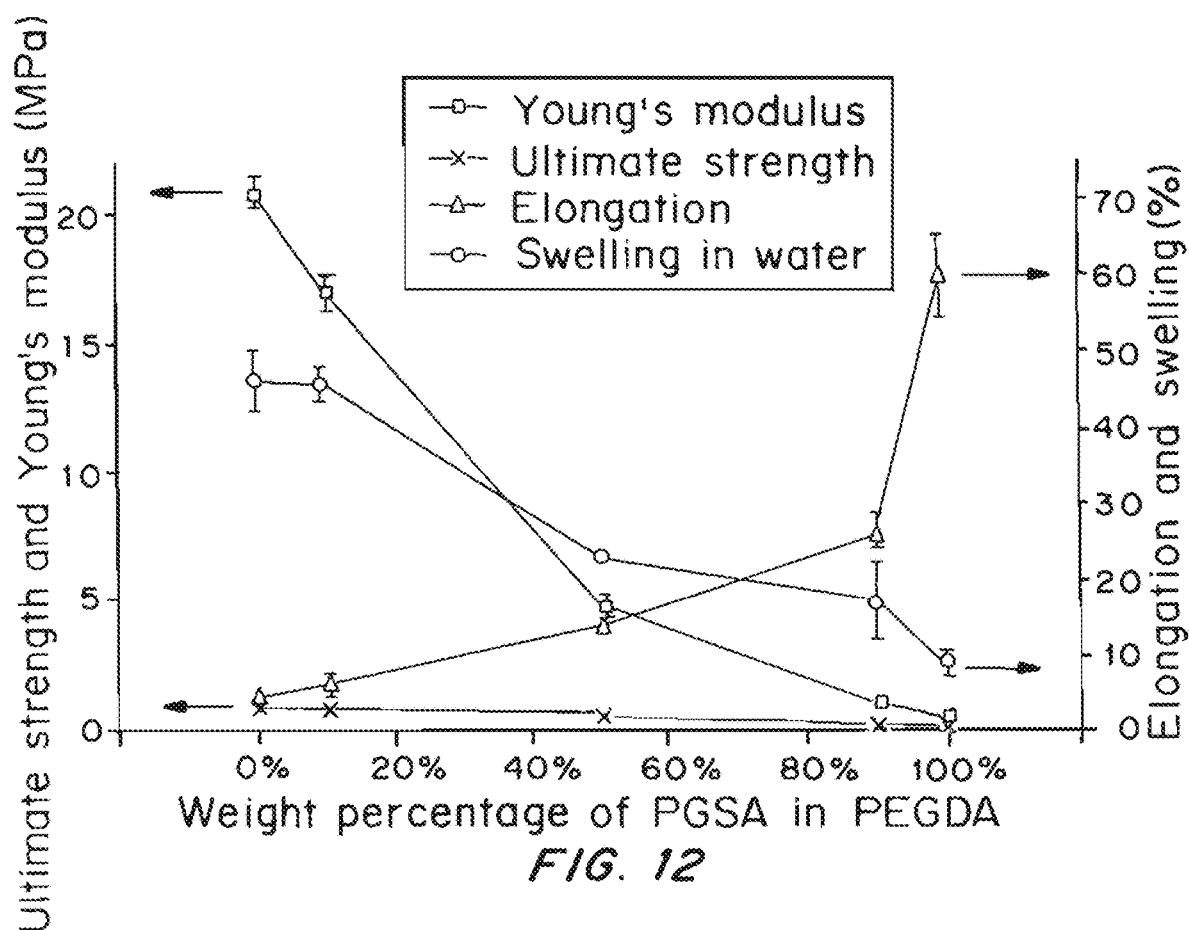 Ultimate strength and Young's modulus (MPa)
Young's modulus
Ultimate strength
Elongation
Swelling in water
20
15
10
5
0
70
60
50
40
30
20
10
0
Elongation and swelling (%)
0% 20% 40% 60% 80% 100%
Weight percentage of PGSA in PEGDA
FIG. 12